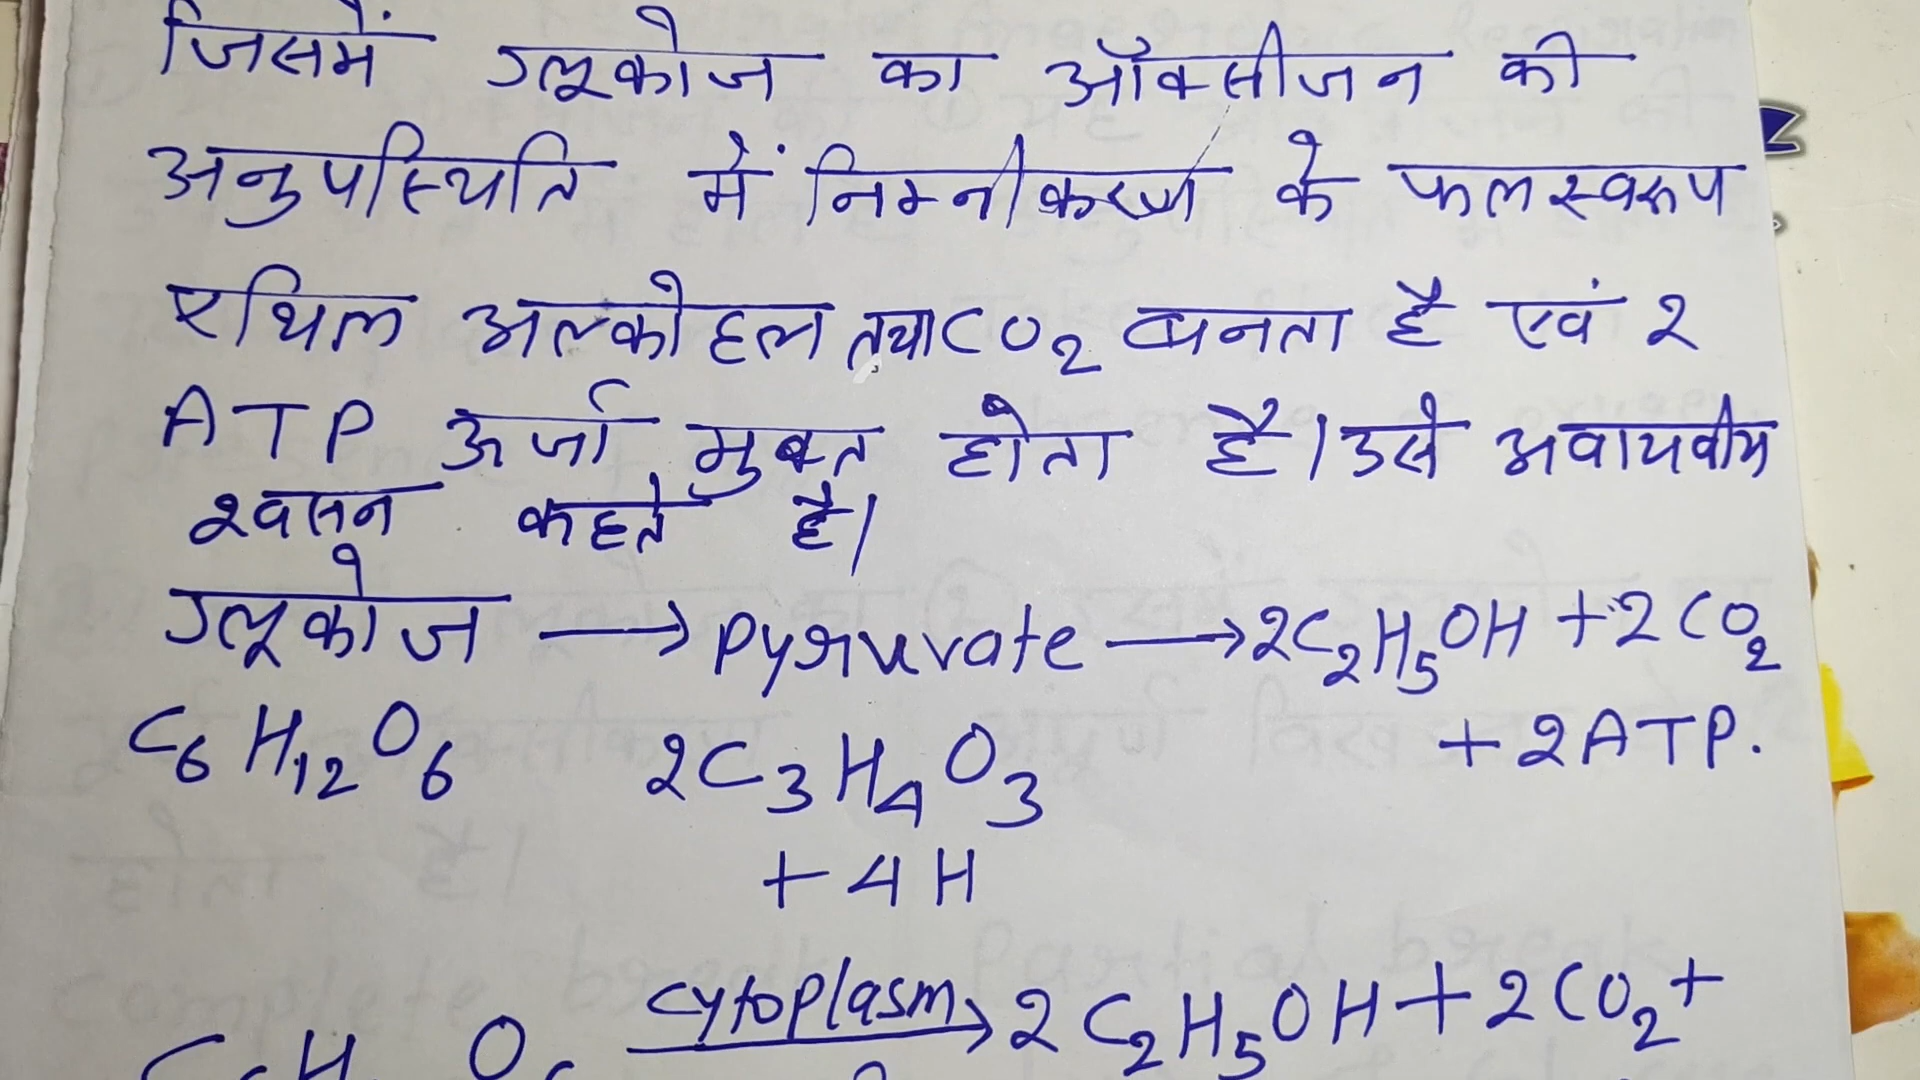 जिसमें ग्लूकोज का ऑक्सीजन की
अनुपस्थिति में निम्नीकरण के फलस्वरूप
एथिल अल्कोहल तथा CO2 बनता है एवं 2
ATP ऊर्जा मुक्त होता है। उसे अवायवीय
श्वसन कहते है।
ग्लूकोज → Pyruvate → 2C2H5OH + 2CO2
C6H12O6 2C3H4O3 + 2ATP.
+ 4H
cytoplasm
→ 2C2H5OH + 2CO2 +